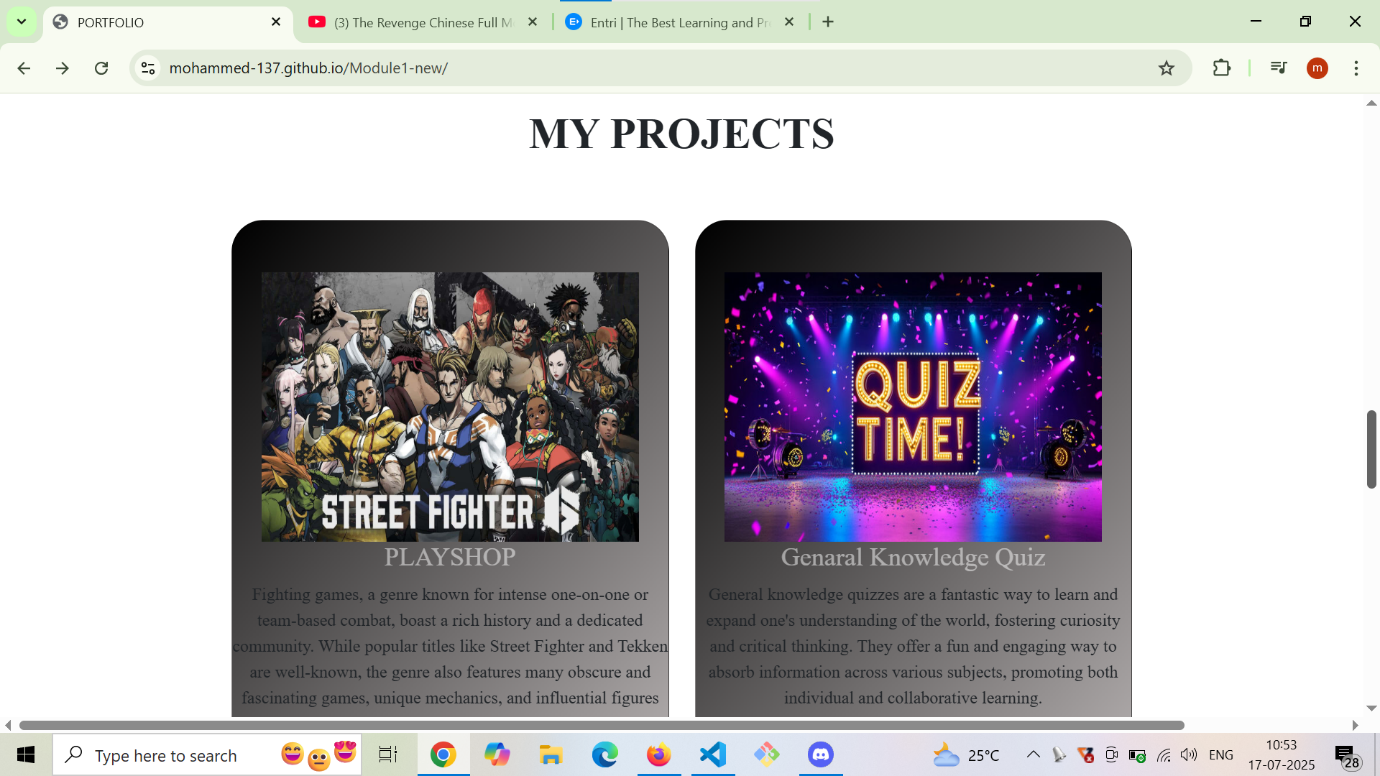 PORTFOLIO
(3) The Revenge Chinese Full M
Entri | The Best Learning and Pr
mohammed-137.github.io/Module1-new/
m
MY PROJECTS
STREET FIGHTER 6
QUIZ
TIME!
PLAYSHOP
Fighting games, a genre known for intense one-on-one or
team-based combat, boast a rich history and a dedicated
community. While popular titles like Street Fighter and Tekken
are well-known, the genre also features many obscure and
fascinating games, unique mechanics, and influential figures
Genaral Knowledge Quiz
General knowledge quizzes are a fantastic way to learn and
expand one's understanding of the world, fostering curiosity
and critical thinking. They offer a fun and engaging way to
absorb information across various subjects, promoting both
individual and collaborative learning.
Type here to search
25°C
ENG
10:53
17-07-2025
28